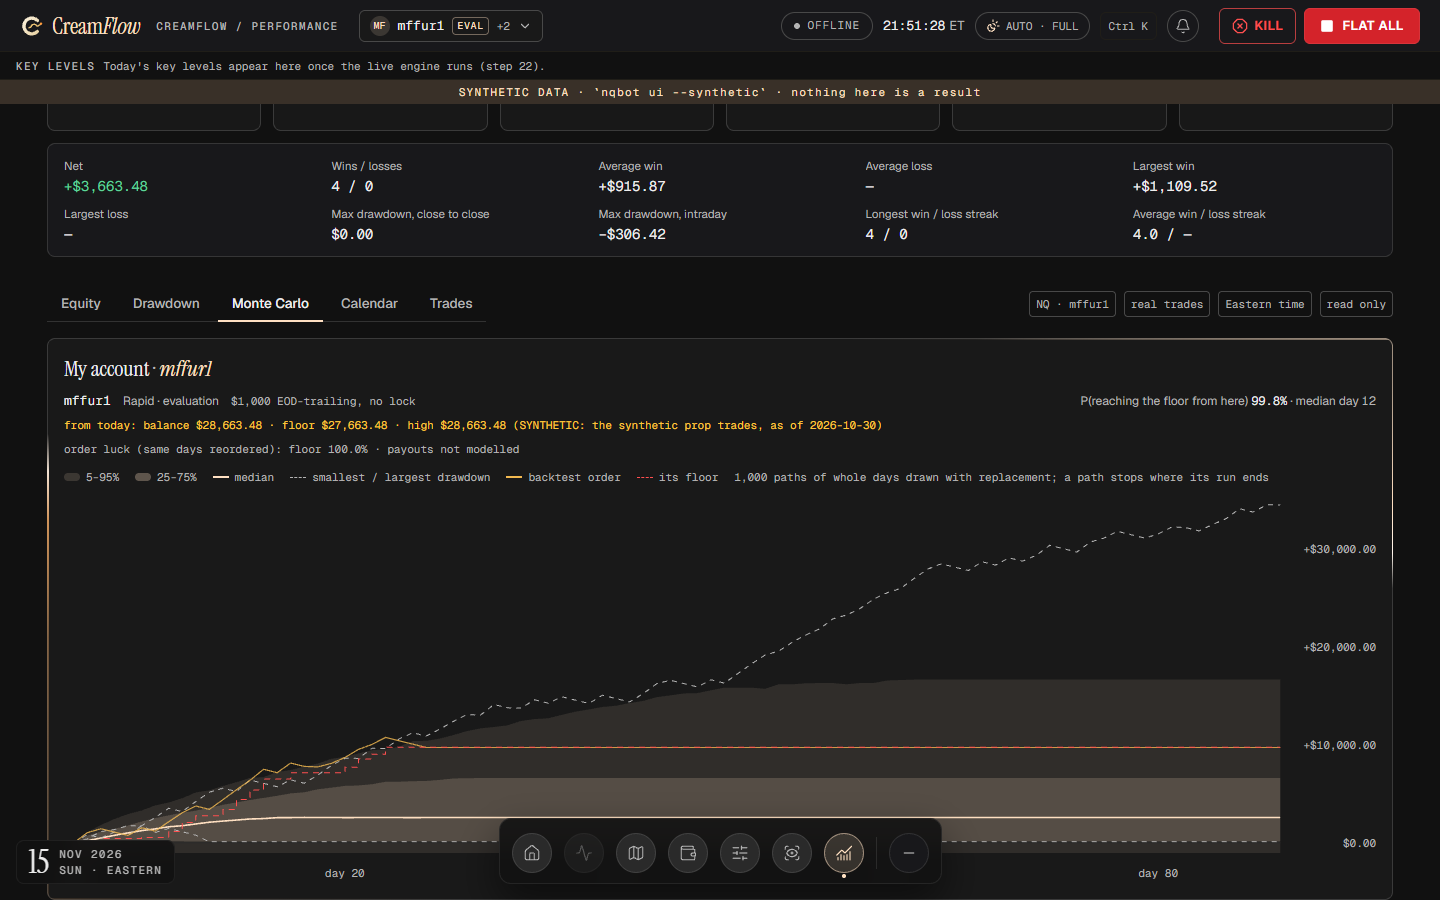 CreamFlow CREAMFLOW / PERFORMANCE MF mffur1 EVAL +2 OFFLINE 21:51:28 ET AUTO · FULL Ctrl K KILL FLAT ALL
KEY LEVELS Today's key levels appear here once the live engine runs (step 22).
SYNTHETIC DATA · `nqbot ui --synthetic` · nothing here is a result
Net Wins / losses Average win Average loss Largest win
+$3,663.48 4 / 0 +$915.87 — +$1,109.52
Largest loss Max drawdown, close to close Max drawdown, intraday Longest win / loss streak Average win / loss streak
— $0.00 −$306.42 4 / 0 4.0 / —
Equity Drawdown Monte Carlo Calendar Trades NQ · mffur1 real trades Eastern time read only
My account · mffur1
mffur1 Rapid · evaluation $1,000 EOD-trailing, no lock P(reaching the floor from here) 99.8% · median day 12
from today: balance $28,663.48 · floor $27,663.48 · high $28,663.48 (SYNTHETIC: the synthetic prop trades, as of 2026-10-30)
order luck (same days reordered): floor 100.0% · payouts not modelled
5-95% 25-75% median smallest / largest drawdown backtest order its floor 1,000 paths of whole days drawn with replacement; a path stops where its run ends
+$30,000.00
+$20,000.00
+$10,000.00
$0.00
15 NOV 2026
SUN · EASTERN
day 20 day 80